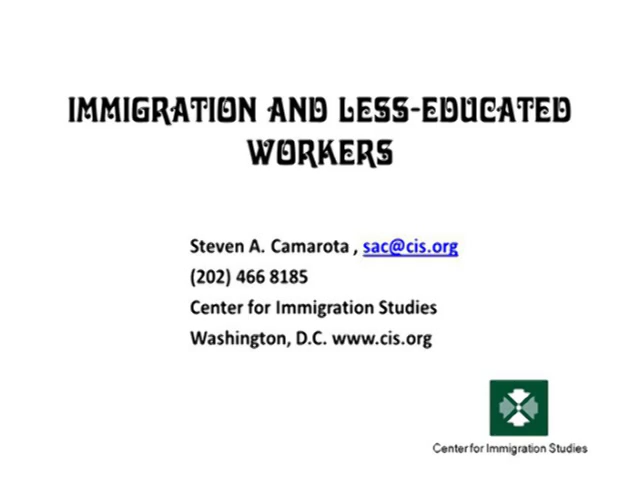 IMMIGRATION AND LESS-EDUCATED
WORKERS
Steven A. Camarota , sac@cis.org
(202) 466 8185
Center for Immigration Studies
Washington, D.C. www.cis.org
Center for Immigration Studies